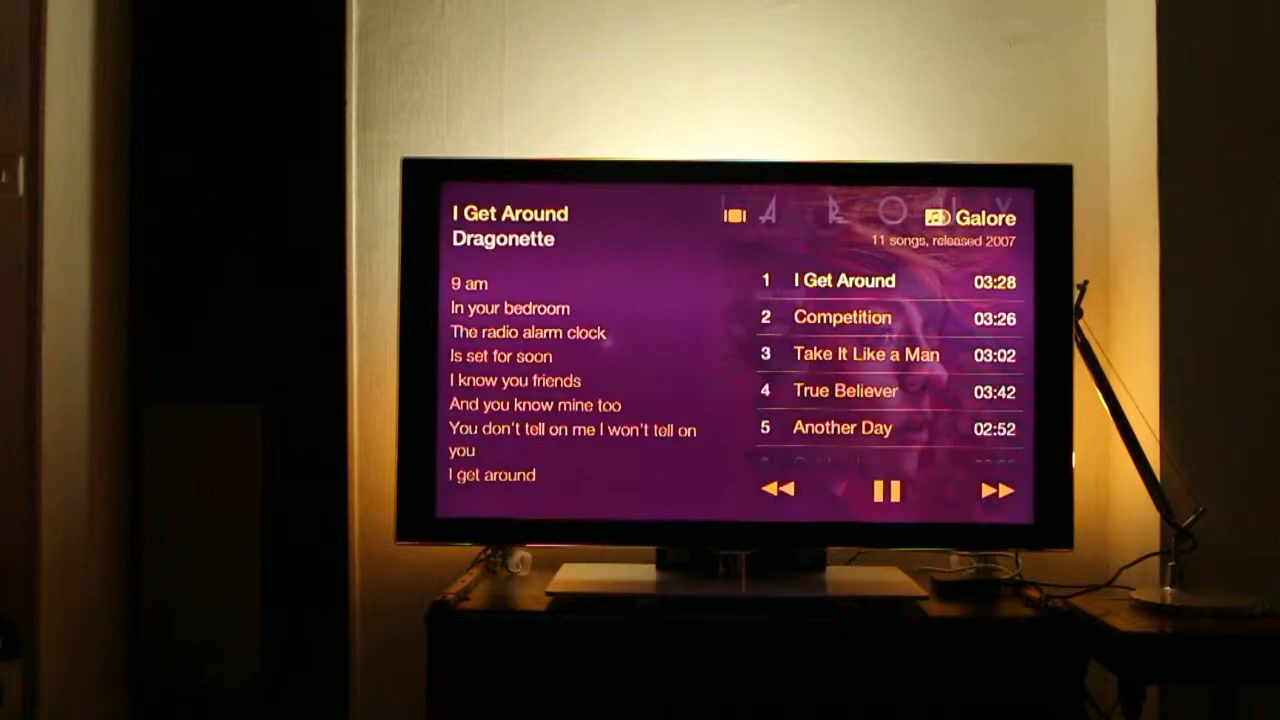 I Get Around
Dragonette
9 am
In your bedroom
The radio alarm clock
Is set for soon
I know you friends
And you know mine too
You don't tell on me I won't tell on
you
I get around
Galore
11 songs, released 2007
1 I Get Around 03:28
2 Competition 03:26
3 Take It Like a Man 03:02
4 True Believer 03:42
5 Another Day 02:52